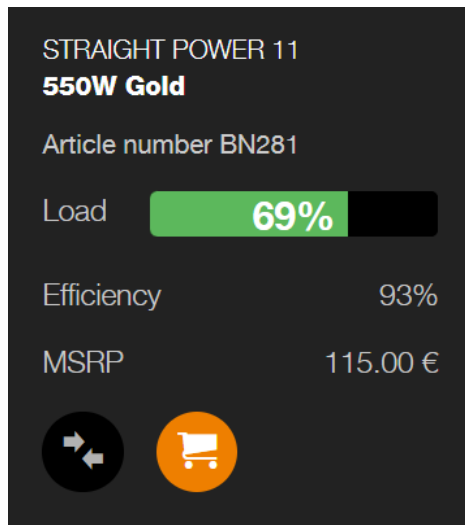 STRAIGHT POWER 11
550W Gold
Article number BN281
Load 69%
Efficiency 93%
MSRP 115.00 €